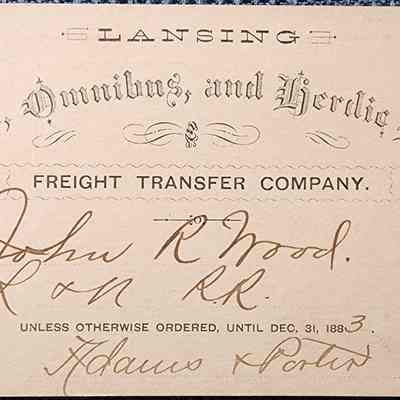 LANSING
, Omnibus, and Herdic
FREIGHT TRANSFER COMPANY.
John R Wood.
& N R.R.
UNLESS OTHERWISE ORDERED, UNTIL DEC. 31, 1883.
Adams & Porter